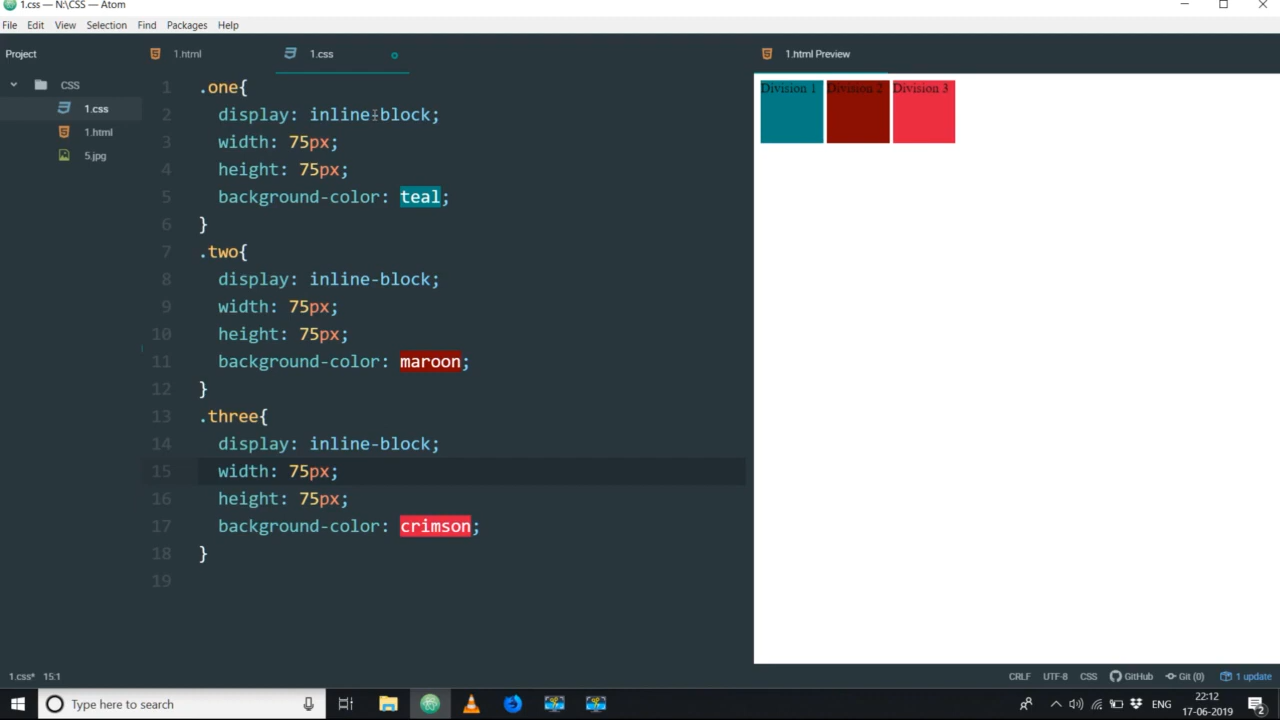 1.css — N:\CSS — Atom
File Edit View Selection Find Packages Help
Project
1.html
1.css
1.html Preview
CSS
1.css
1.html
5.jpg
1 .one{
2 display: inline-block;
3 width: 75px;
4 height: 75px;
5 background-color: teal;
6 }
7 .two{
8 display: inline-block;
9 width: 75px;
10 height: 75px;
11 background-color: maroon;
12 }
13 .three{
14 display: inline-block;
15 width: 75px;
16 height: 75px;
17 background-color: crimson;
18 }
19
Division 1 Division 2 Division 3
1.css* 15:1
CRLF UTF-8 CSS GitHub Git (0) 1 update
Type here to search
ENG
22:12
17-06-2019
2